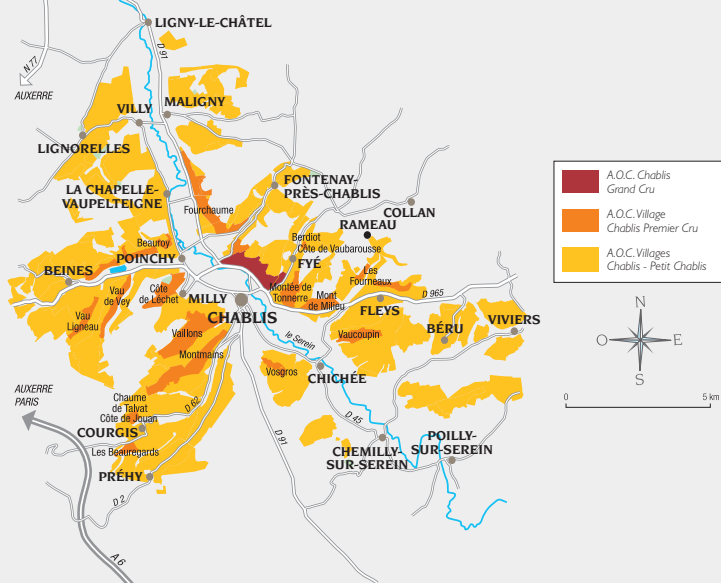 LIGNY-LE-CHÂTEL
D 91
N 77
AUXERRE
VILLY
MALIGNY
LIGNORELLES
LA CHAPELLE-
VAUPELTEIGNE
FONTENAY-
PRÈS-CHABLIS
Fourchaume
COLLAN
RAMEAU
Beauroy
Berdiot
Côte de Vaubarousse
POINCHY
FYÉ
BEINES
Les
Fourneaux
Vau
de Vey
Côte
de Léchet
MILLY
Montée de
Tonnerre
Mont
de Milieu
D 965
Vau
Ligneau
CHABLIS
FLEYS
BÉRU
VIVIERS
Vaillons
Montmains
le Serein
Vaucoupin
Vosgros
CHICHÉE
AUXERRE
PARIS
Chaume
de Talvat
Côte de Jouan
D 62
COURGIS
D 45
D 91
Les Beauregards
CHEMILLY-
SUR-SEREIN
POILLY-
SUR-SEREIN
PRÉHY
D 2
A 6
A.O.C. Chablis
Grand Cru
A.O.C. Village
Chablis Premier Cru
A.O.C. Villages
Chablis - Petit Chablis
N
O
E
S
0
5 km